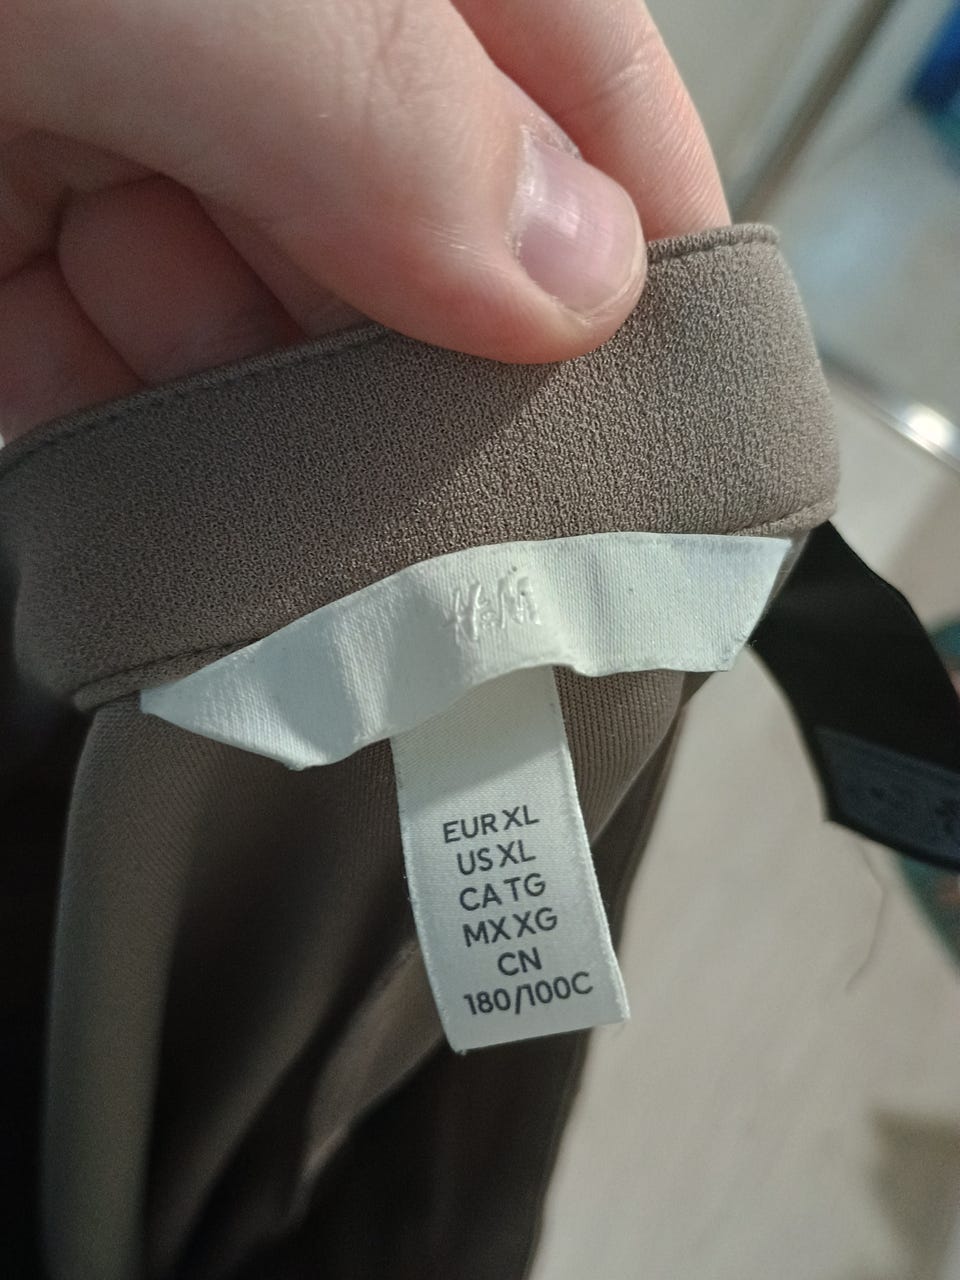 H&M
EUR XL
US XL
CA TG
MX XG
CN
180/100C